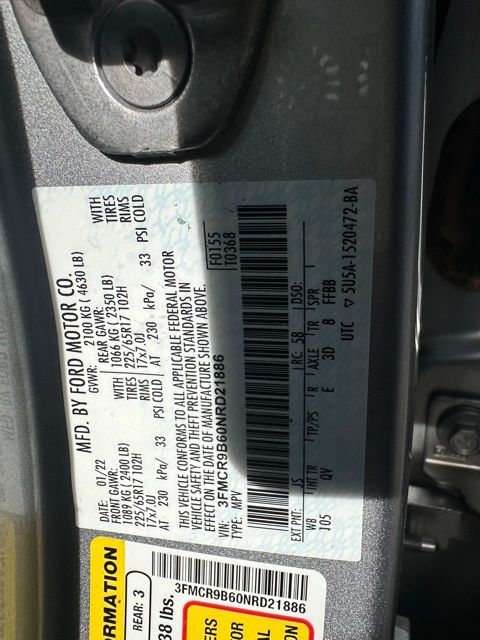 MFD. BY FORD MOTOR CO.
DATE: 01/22 GVWR: 2100 KG ( 4630 LB)
FRONT GAWR: REAR GAWR: WITH
1089 KG ( 2400 LB) 1066 KG ( 2350 LB) TIRES
225/65R17 102H TIRES 225/65R17 102H RIMS
17x7.0J RIMS 17x7.0J
AT 230 kPa/ 33 PSI COLD AT 230 kPa/ 33 PSI COLD
THIS VEHICLE CONFORMS TO ALL APPLICABLE FEDERAL MOTOR
VEHICLE SAFETY AND THEFT PREVENTION STANDARDS IN
EFFECT ON THE DATE OF MANUFACTURE SHOWN ABOVE.
VIN: 3FMCR9B60NRD21886
TYPE: MPV
F0155
T0368
EXT PNT: JS RC: 58 DSO:
WB INT TR TP/PS R AXLE TR SPR
105 QV E 3D 8 FFBB
UTC ▽ 5U5A-1520472-BA
ORMATION
REAR: 3
3FMCR9B60NRD21886
38 lbs.
ERS